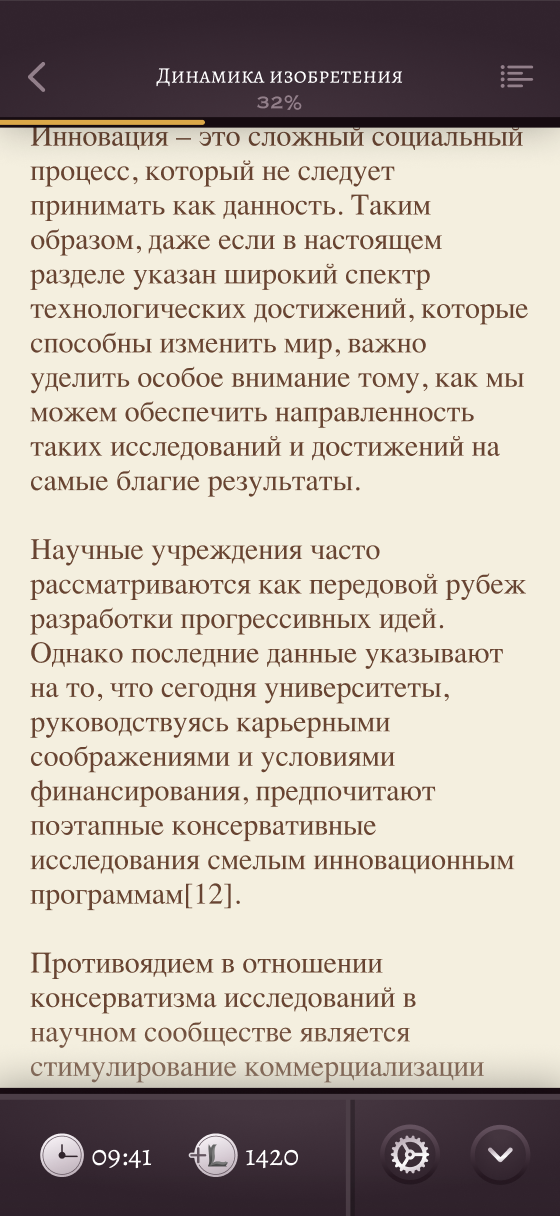 Динамика изобретения
32%
Инновация – это сложный социальный
процесс, который не следует
принимать как данность. Таким
образом, даже если в настоящем
разделе указан широкий спектр
технологических достижений, которые
способны изменить мир, важно
уделить особое внимание тому, как мы
можем обеспечить направленность
таких исследований и достижений на
самые благие результаты.
Научные учреждения часто
рассматриваются как передовой рубеж
разработки прогрессивных идей.
Однако последние данные указывают
на то, что сегодня университеты,
руководствуясь карьерными
соображениями и условиями
финансирования, предпочитают
поэтапные консервативные
исследования смелым инновационным
программам[12].
Противоядием в отношении
консерватизма исследований в
научном сообществе является
стимулирование коммерциализации
09:41 +L 1420